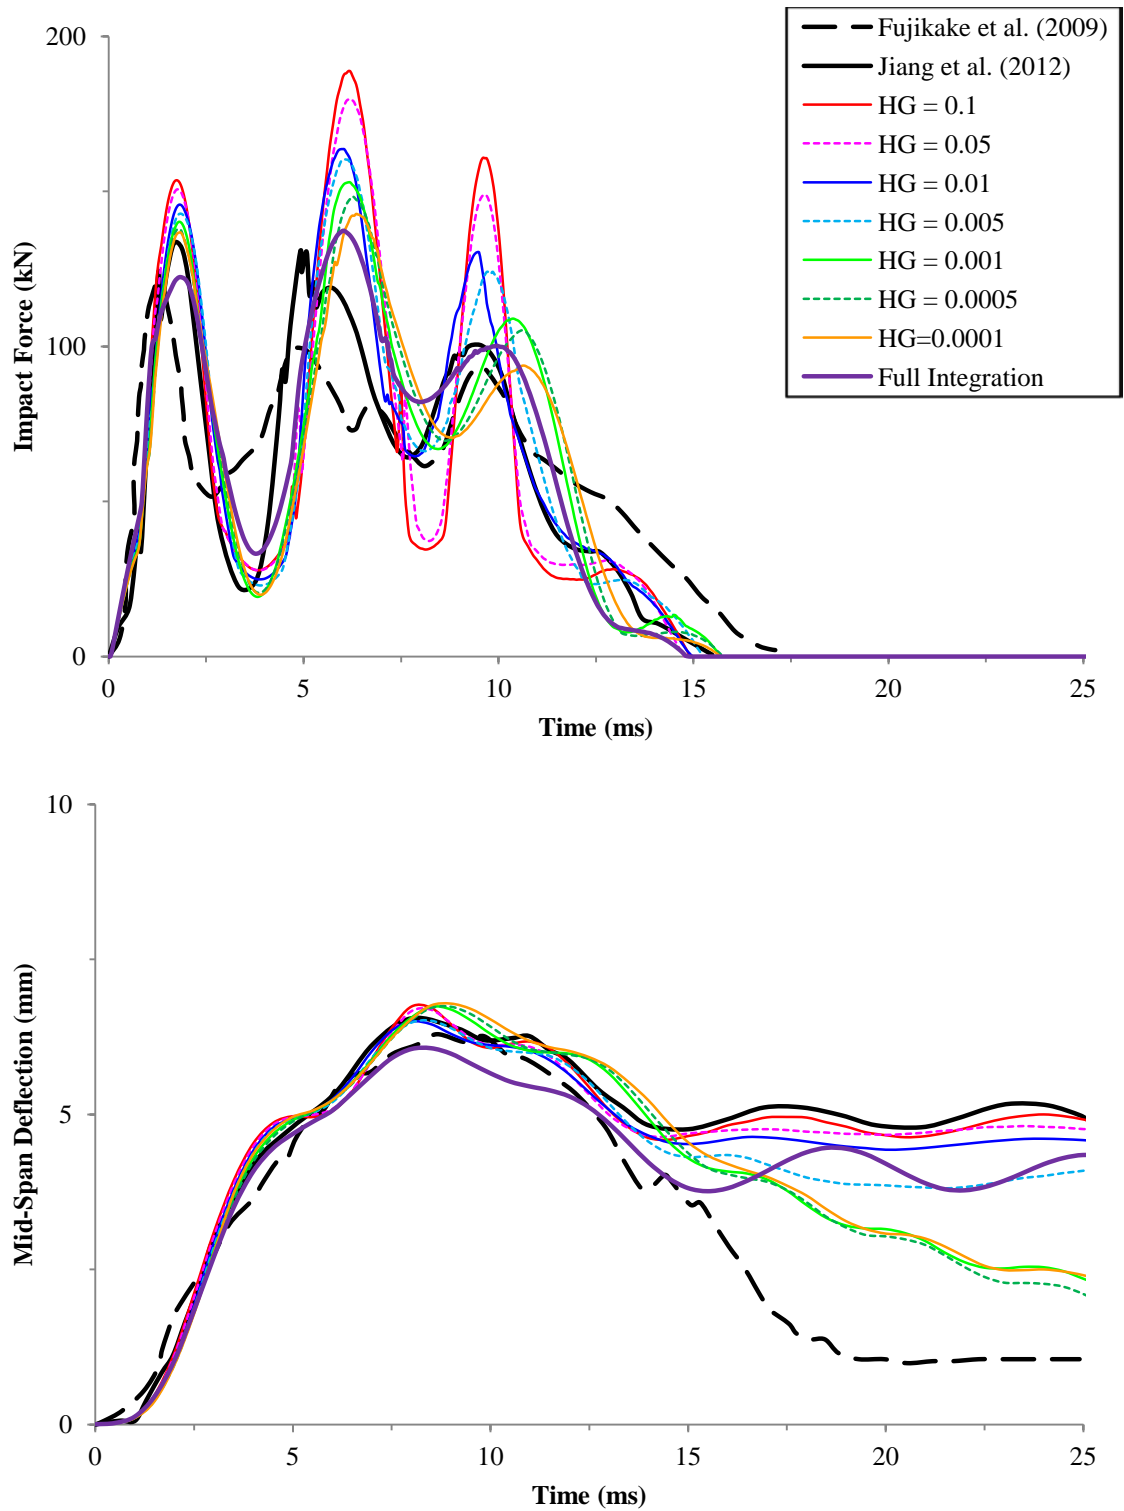 Fujikake et al. (2009)
Jiang et al. (2012)
HG = 0.1
HG = 0.05
HG = 0.01
HG = 0.005
HG = 0.001
HG = 0.0005
HG=0.0001
Full Integration
200
100
0
Impact Force (kN)
0 5 10 15 20 25
Time (ms)
10
5
0
Mid-Span Deflection (mm)
0 5 10 15 20 25
Time (ms)